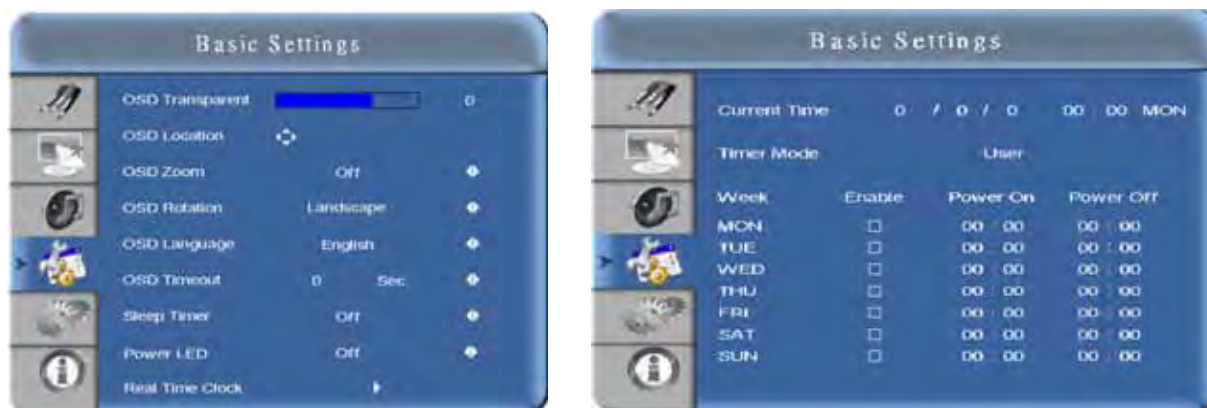 Basic Settings
OSD Transparent 0
OSD Location
OSD Zoom Off
OSD Rotation Landscape
OSD Language English
OSD Timeout 0 Sec
Sleep Timer Off
Power LED Off
Real Time Clock
Basic Settings
Current Time 0 / 0 / 0 00 : 00 MON
Timer Mode User
Week Enable Power On Power Off
MON 00 : 00 00 : 00
TUE 00 : 00 00 : 00
WED 00 : 00 00 : 00
THU 00 : 00 00 : 00
FRI 00 : 00 00 : 00
SAT 00 : 00 00 : 00
SUN 00 : 00 00 : 00